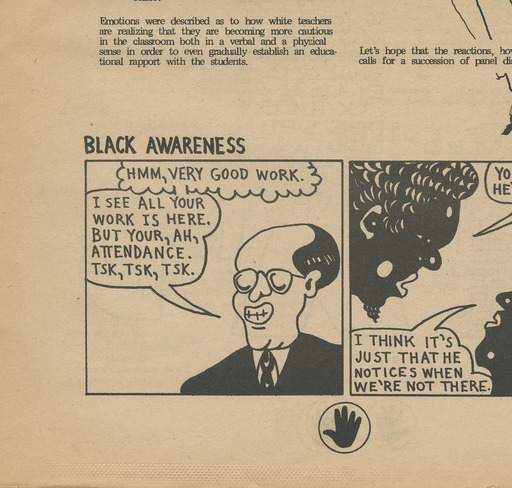 Emotions were described as to how white teachers
are realizing that they are becoming more cautious
in the classroom both in a verbal and a physical
sense in order to even gradually establish an educa-
tional rapport with the students.
Let's hope that the reactions, how
calls for a succession of panel di
BLACK AWARENESS
HMM, VERY GOOD WORK.
I SEE ALL YOUR
WORK IS HERE.
BUT YOUR, AH,
ATTENDANCE.
TSK, TSK, TSK.
YO
HE
I THINK IT'S
JUST THAT HE
NOTICES WHEN
WE'RE NOT THERE.